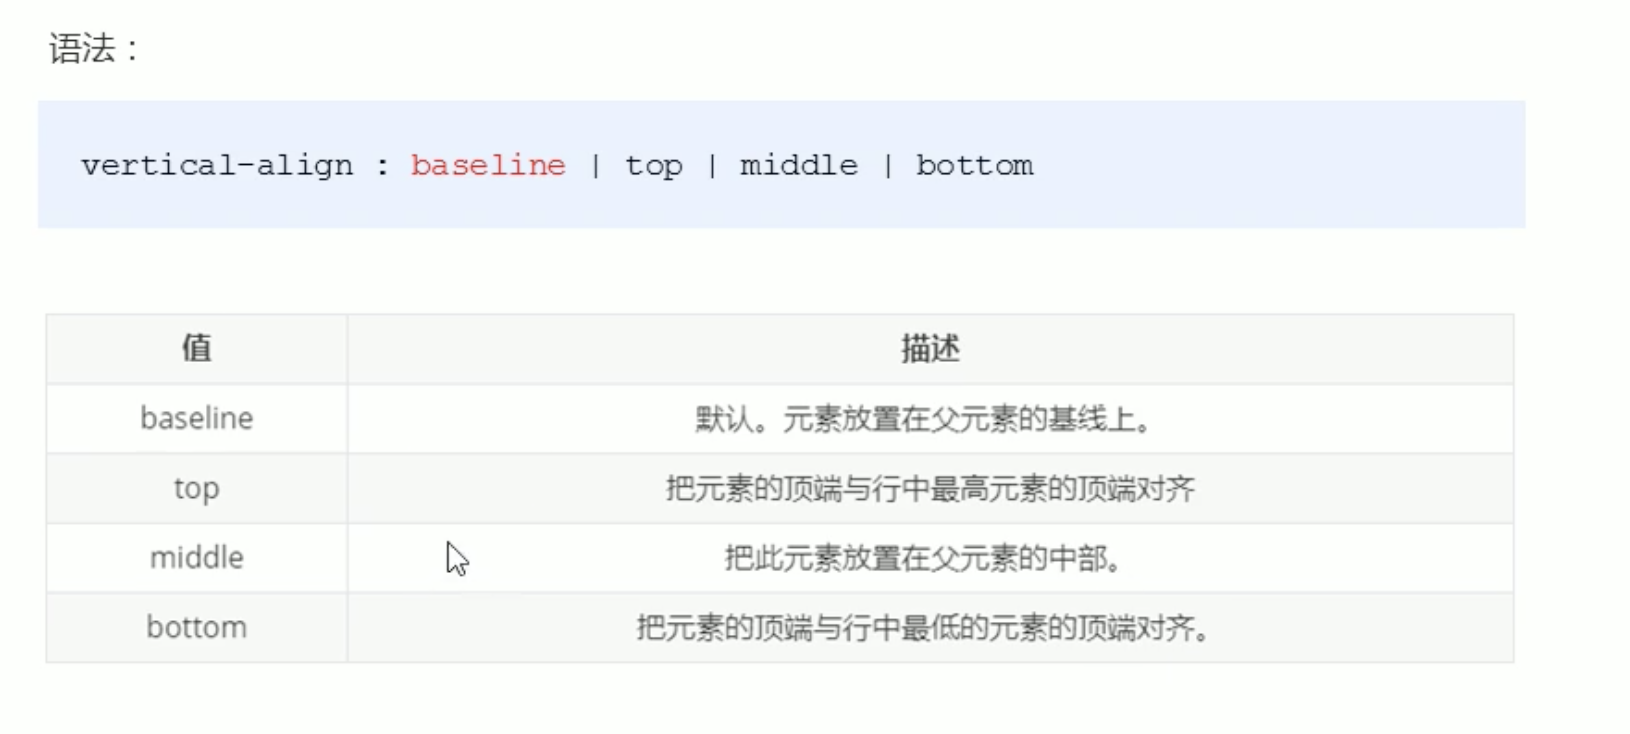 语法：
vertical-align : baseline | top | middle | bottom
值 描述
baseline 默认。元素放置在父元素的基线上。
top 把元素的顶端与行中最高元素的顶端对齐
middle 把此元素放置在父元素的中部。
bottom 把元素的顶端与行中最低的元素的顶端对齐。